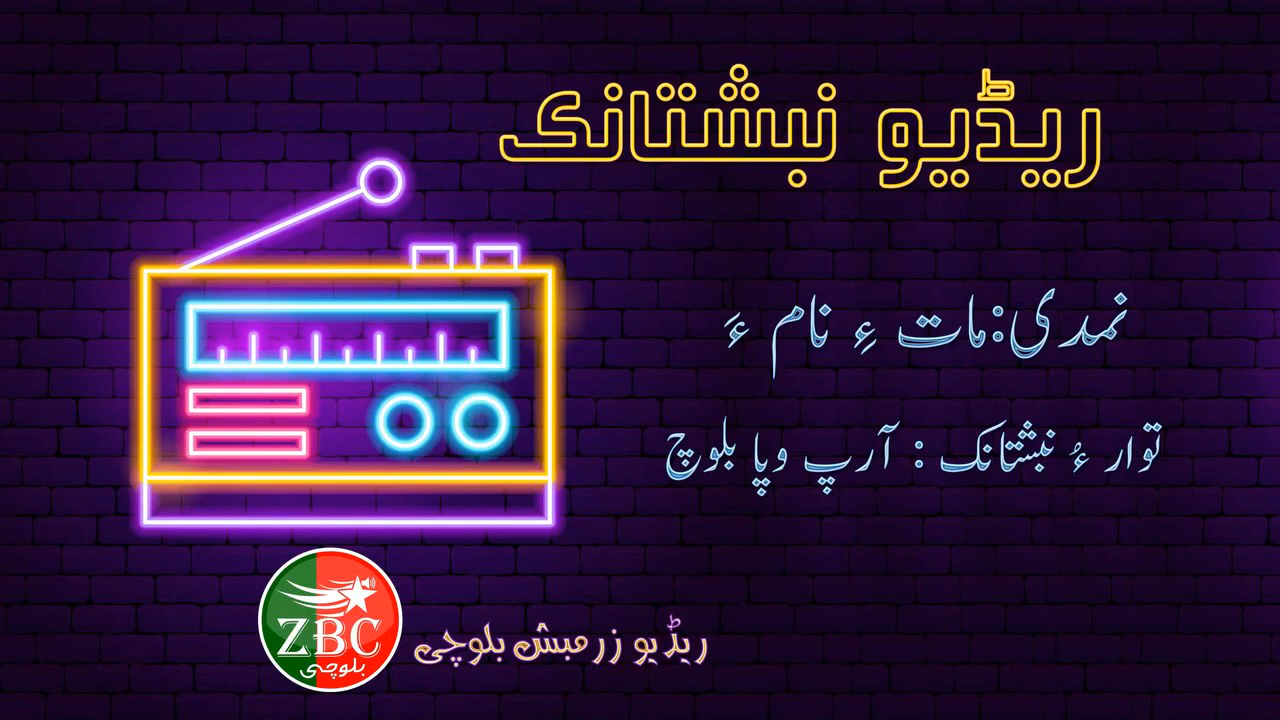 ریڈیو نبشتانک
نمدی:مات ءِ نام ءَ
توار ءُ نبشتانک : آرپ وپا بلوچ
ZBC
بلوچی
ریڈیو زرمبش بلوچی